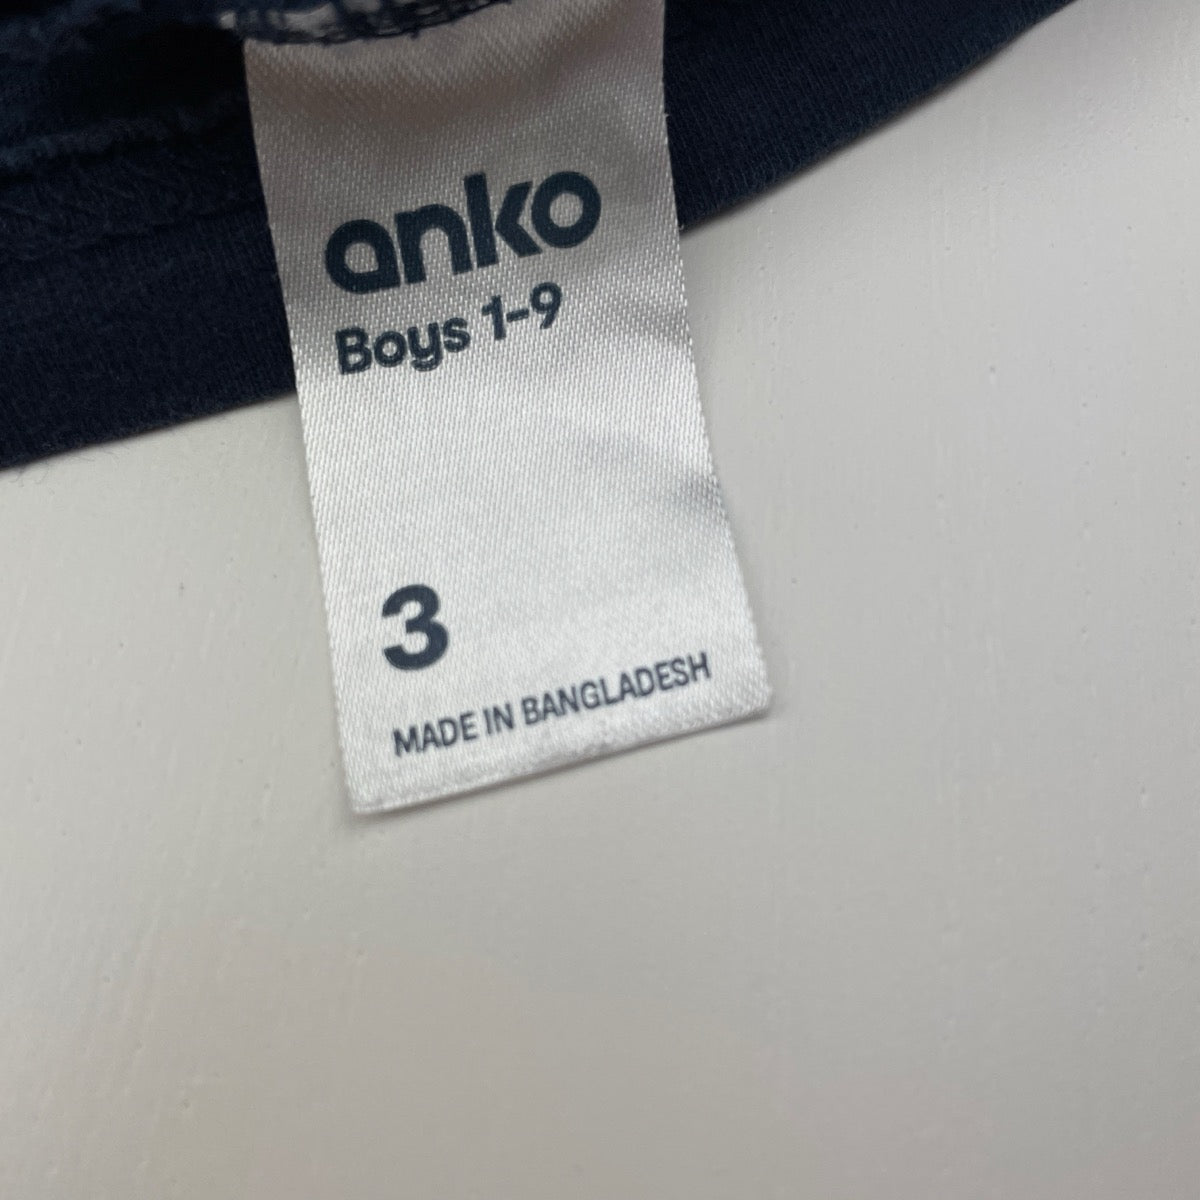 anko
Boys 1-9
3
MADE IN BANGLADESH